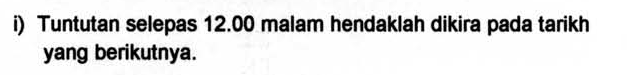 i) Tuntutan selepas 12.00 malam hendaklah dikira pada tarikh
yang berikutnya.